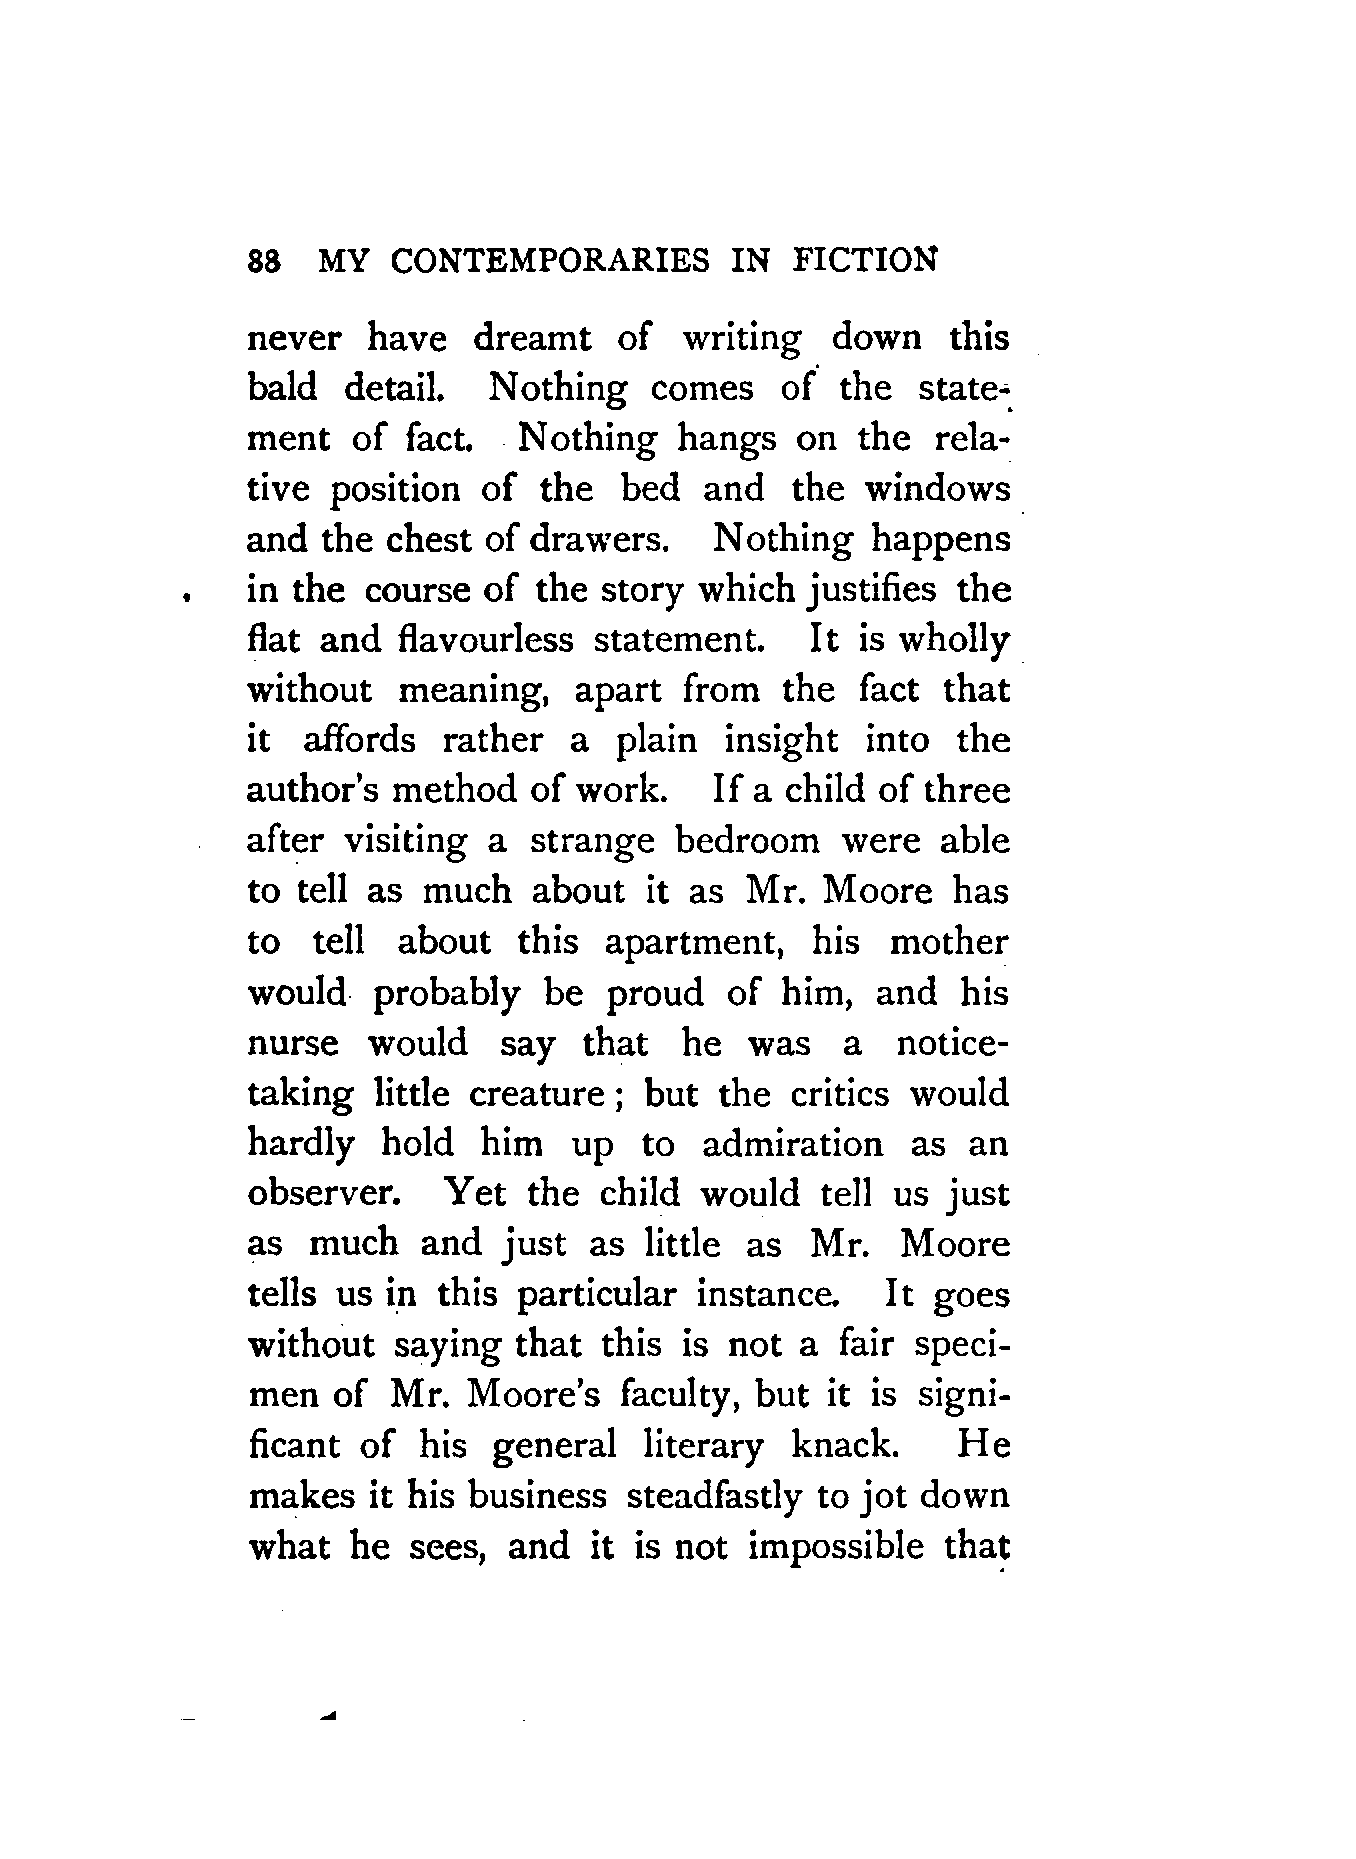 88 MY CONTEMPORARIES IN FICTION
never have dreamt of writing down this
bald detail. Nothing comes of the state-
ment of fact. Nothing hangs on the rela-
tive position of the bed and the windows
and the chest of drawers. Nothing happens
in the course of the story which justifies the
flat and flavourless statement. It is wholly
without meaning, apart from the fact that
it affords rather a plain insight into the
author's method of work. If a child of three
after visiting a strange bedroom were able
to tell as much about it as Mr. Moore has
to tell about this apartment, his mother
would probably be proud of him, and his
nurse would say that he was a notice-
taking little creature ; but the critics would
hardly hold him up to admiration as an
observer. Yet the child would tell us just
as much and just as little as Mr. Moore
tells us in this particular instance. It goes
without saying that this is not a fair speci-
men of Mr. Moore's faculty, but it is signi-
ficant of his general literary knack. He
makes it his business steadfastly to jot down
what he sees, and it is not impossible that